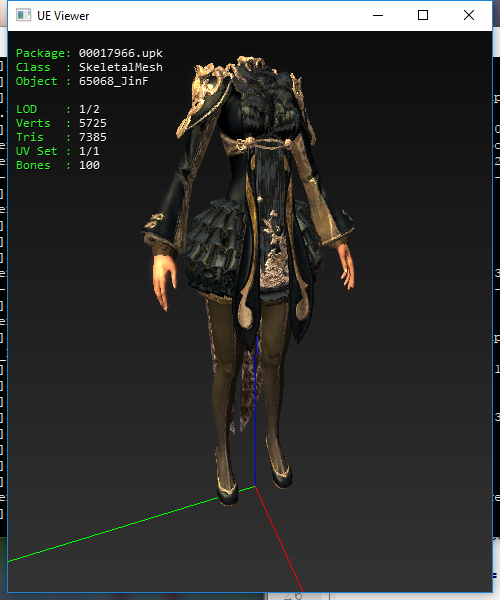 UE Viewer
Package: 00017966.upk
Class  : SkeletalMesh
Object : 65068_JinF
LOD    : 1/2
Verts  : 5725
Tris   : 7385
UV Set : 1/1
Bones  : 100